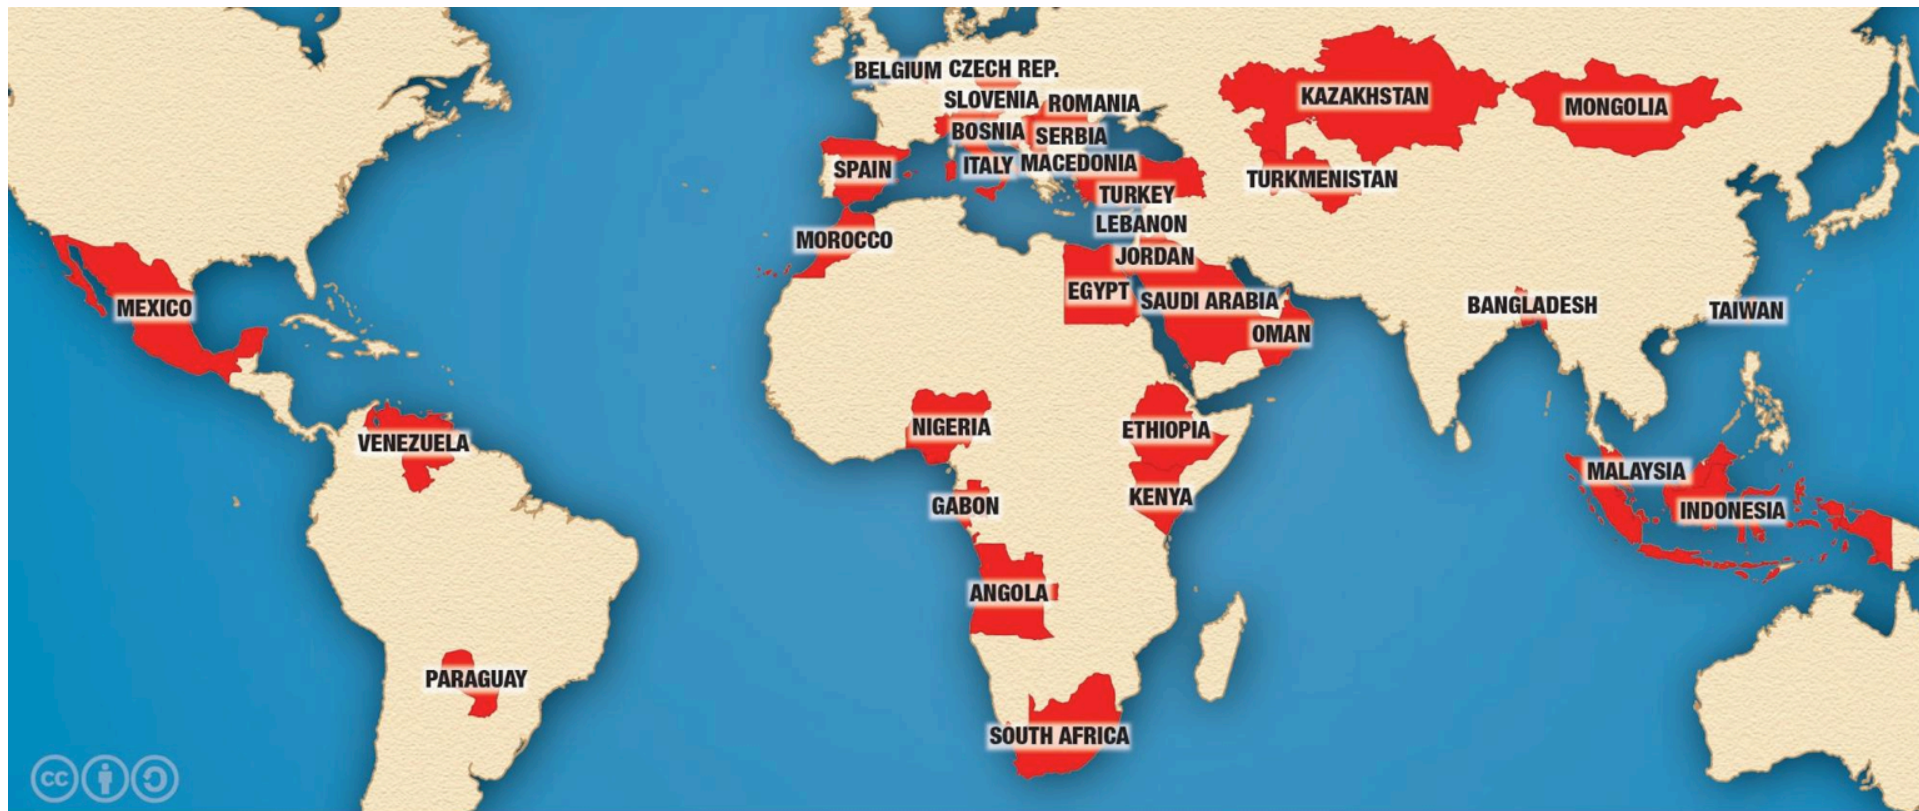 BELGIUM CZECH REP.
SLOVENIA ROMANIA
KAZAKHSTAN
MONGOLIA
BOSNIA SERBIA
SPAIN
ITALY MACEDONIA
TURKMENISTAN
TURKEY
LEBANON
MOROCCO
JORDAN
EGYPT
SAUDI ARABIA
MEXICO
BANGLADESH
TAIWAN
OMAN
NIGERIA
ETHIOPIA
VENEZUELA
MALAYSIA
KENYA
GABON
INDONESIA
ANGOLA
PARAGUAY
SOUTH AFRICA
cc